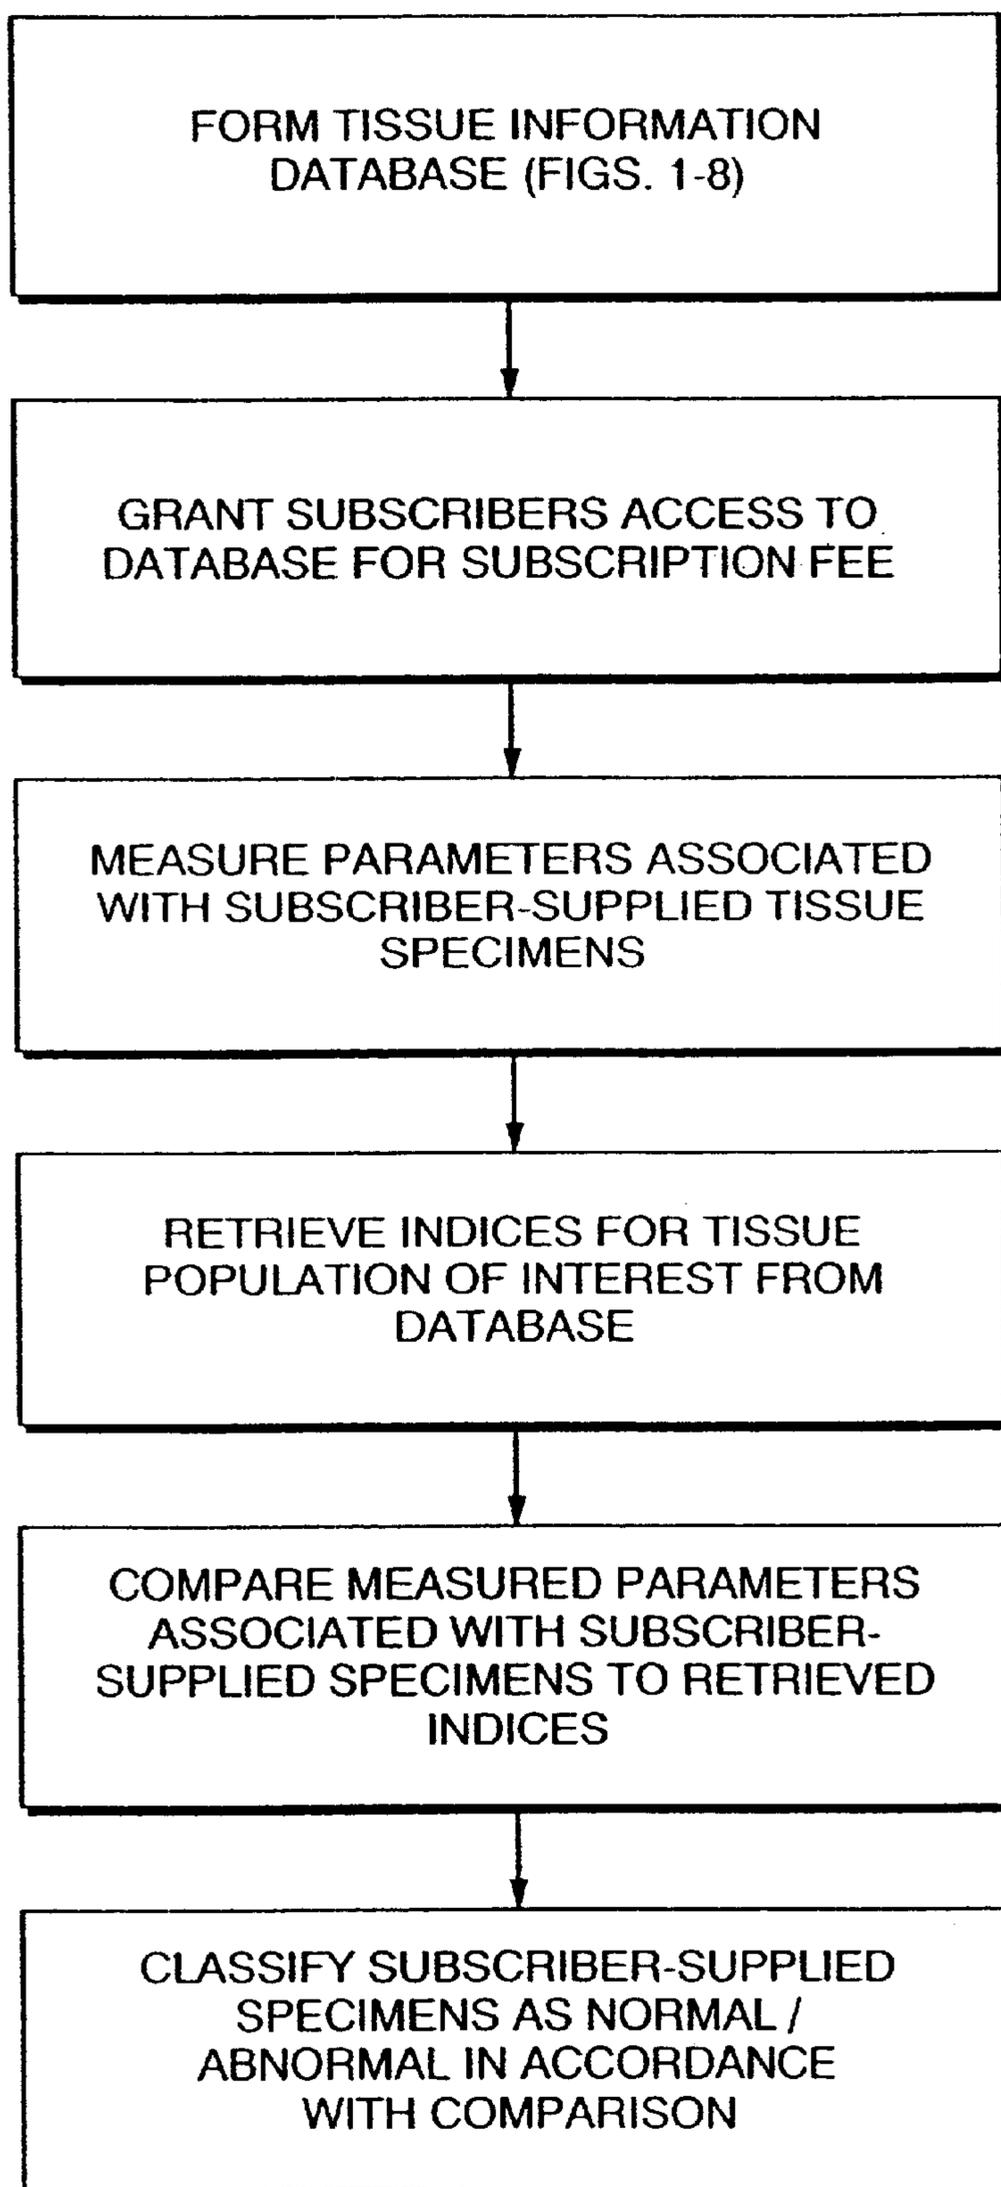 FORM TISSUE INFORMATION
DATABASE (FIGS. 1-8)
GRANT SUBSCRIBERS ACCESS TO
DATABASE FOR SUBSCRIPTION FEE
MEASURE PARAMETERS ASSOCIATED
WITH SUBSCRIBER-SUPPLIED TISSUE
SPECIMENS
RETRIEVE INDICES FOR TISSUE
POPULATION OF INTEREST FROM
DATABASE
COMPARE MEASURED PARAMETERS
ASSOCIATED WITH SUBSCRIBER-
SUPPLIED SPECIMENS TO RETRIEVED
INDICES
CLASSIFY SUBSCRIBER-SUPPLIED
SPECIMENS AS NORMAL /
ABNORMAL IN ACCORDANCE
WITH COMPARISON